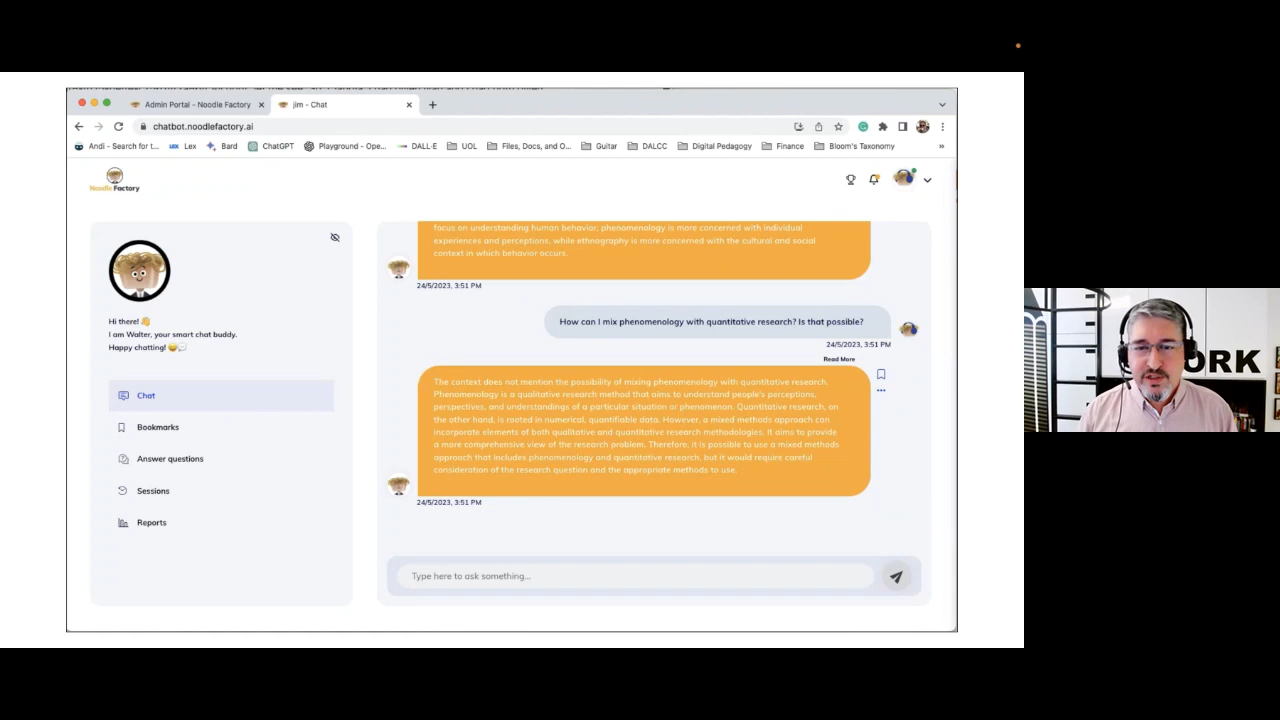 Admin Portal - Noodle Factory
jim - Chat
chatbot.noodlefactory.ai
Andi - Search for t...
LEX Lex
Bard
ChatGPT
Playground - Ope...
DALL·E
UOL
Files, Docs, and O...
Guitar
DALCC
Digital Pedagogy
Finance
Bloom's Taxonomy
»
Noodle Factory
Hi there! 👋
I am Walter, your smart chat buddy.
Happy chatting! 😄💬
Chat
Bookmarks
Answer questions
Sessions
Reports
focus on understanding human behavior, phenomenology is more concerned with individual
experiences and perceptions, while ethnography is more concerned with the cultural and social
context in which behavior occurs.
24/5/2023, 3:51 PM
How can I mix phenomenology with quantitative research? Is that possible?
24/5/2023, 3:51 PM
Read More
The context does not mention the possibility of mixing phenomenology with quantitative research.
Phenomenology is a qualitative research method that aims to understand people's perceptions,
perspectives, and understandings of a particular situation or phenomenon. Quantitative research, on
the other hand, is rooted in numerical, quantifiable data. However, a mixed methods approach can
incorporate elements of both qualitative and quantitative research methodologies. It aims to provide
a more comprehensive view of the research problem. Therefore, it is possible to use a mixed methods
approach that includes phenomenology and quantitative research, but it would require careful
consideration of the research question and the appropriate methods to use.
24/5/2023, 3:51 PM
Type here to ask something...
ORK